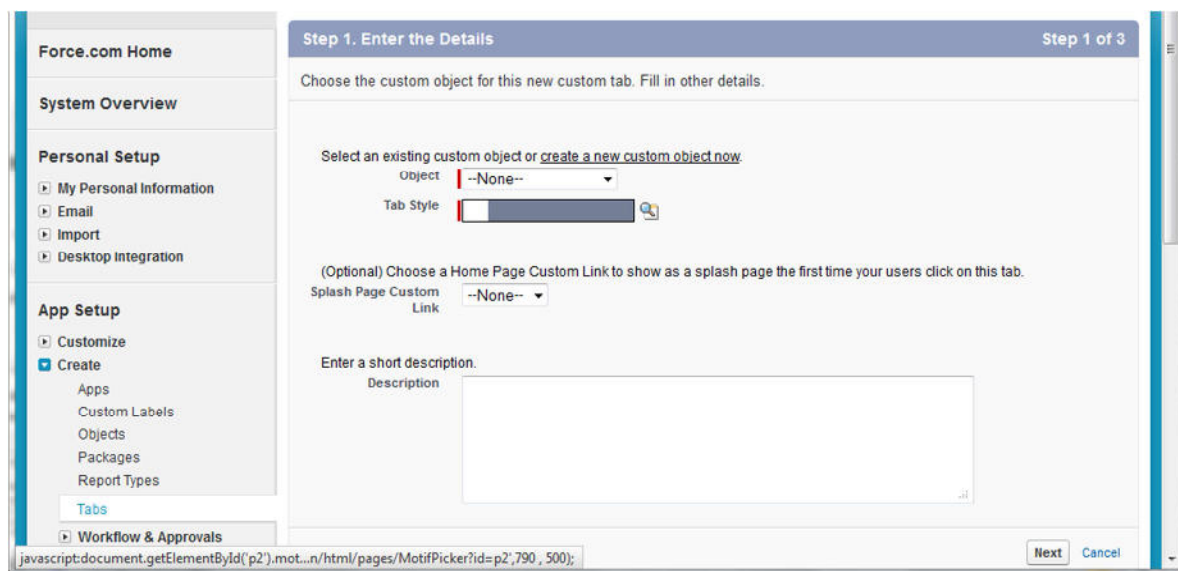 Force.com Home
System Overview
Personal Setup
My Personal Information
Email
Import
Desktop Integration
App Setup
Customize
Create
Apps
Custom Labels
Objects
Packages
Report Types
Tabs
Workflow & Approvals
Step 1. Enter the Details
Step 1 of 3
Choose the custom object for this new custom tab. Fill in other details.
Select an existing custom object or create a new custom object now.
Object
--None--
Tab Style
(Optional) Choose a Home Page Custom Link to show as a splash page the first time your users click on this tab.
Splash Page Custom
Link
--None--
Enter a short description.
Description
Next
Cancel
javascript:document.getElementById('p2').mot...n/html/pages/MotifPicker?id=p2',790 , 500);